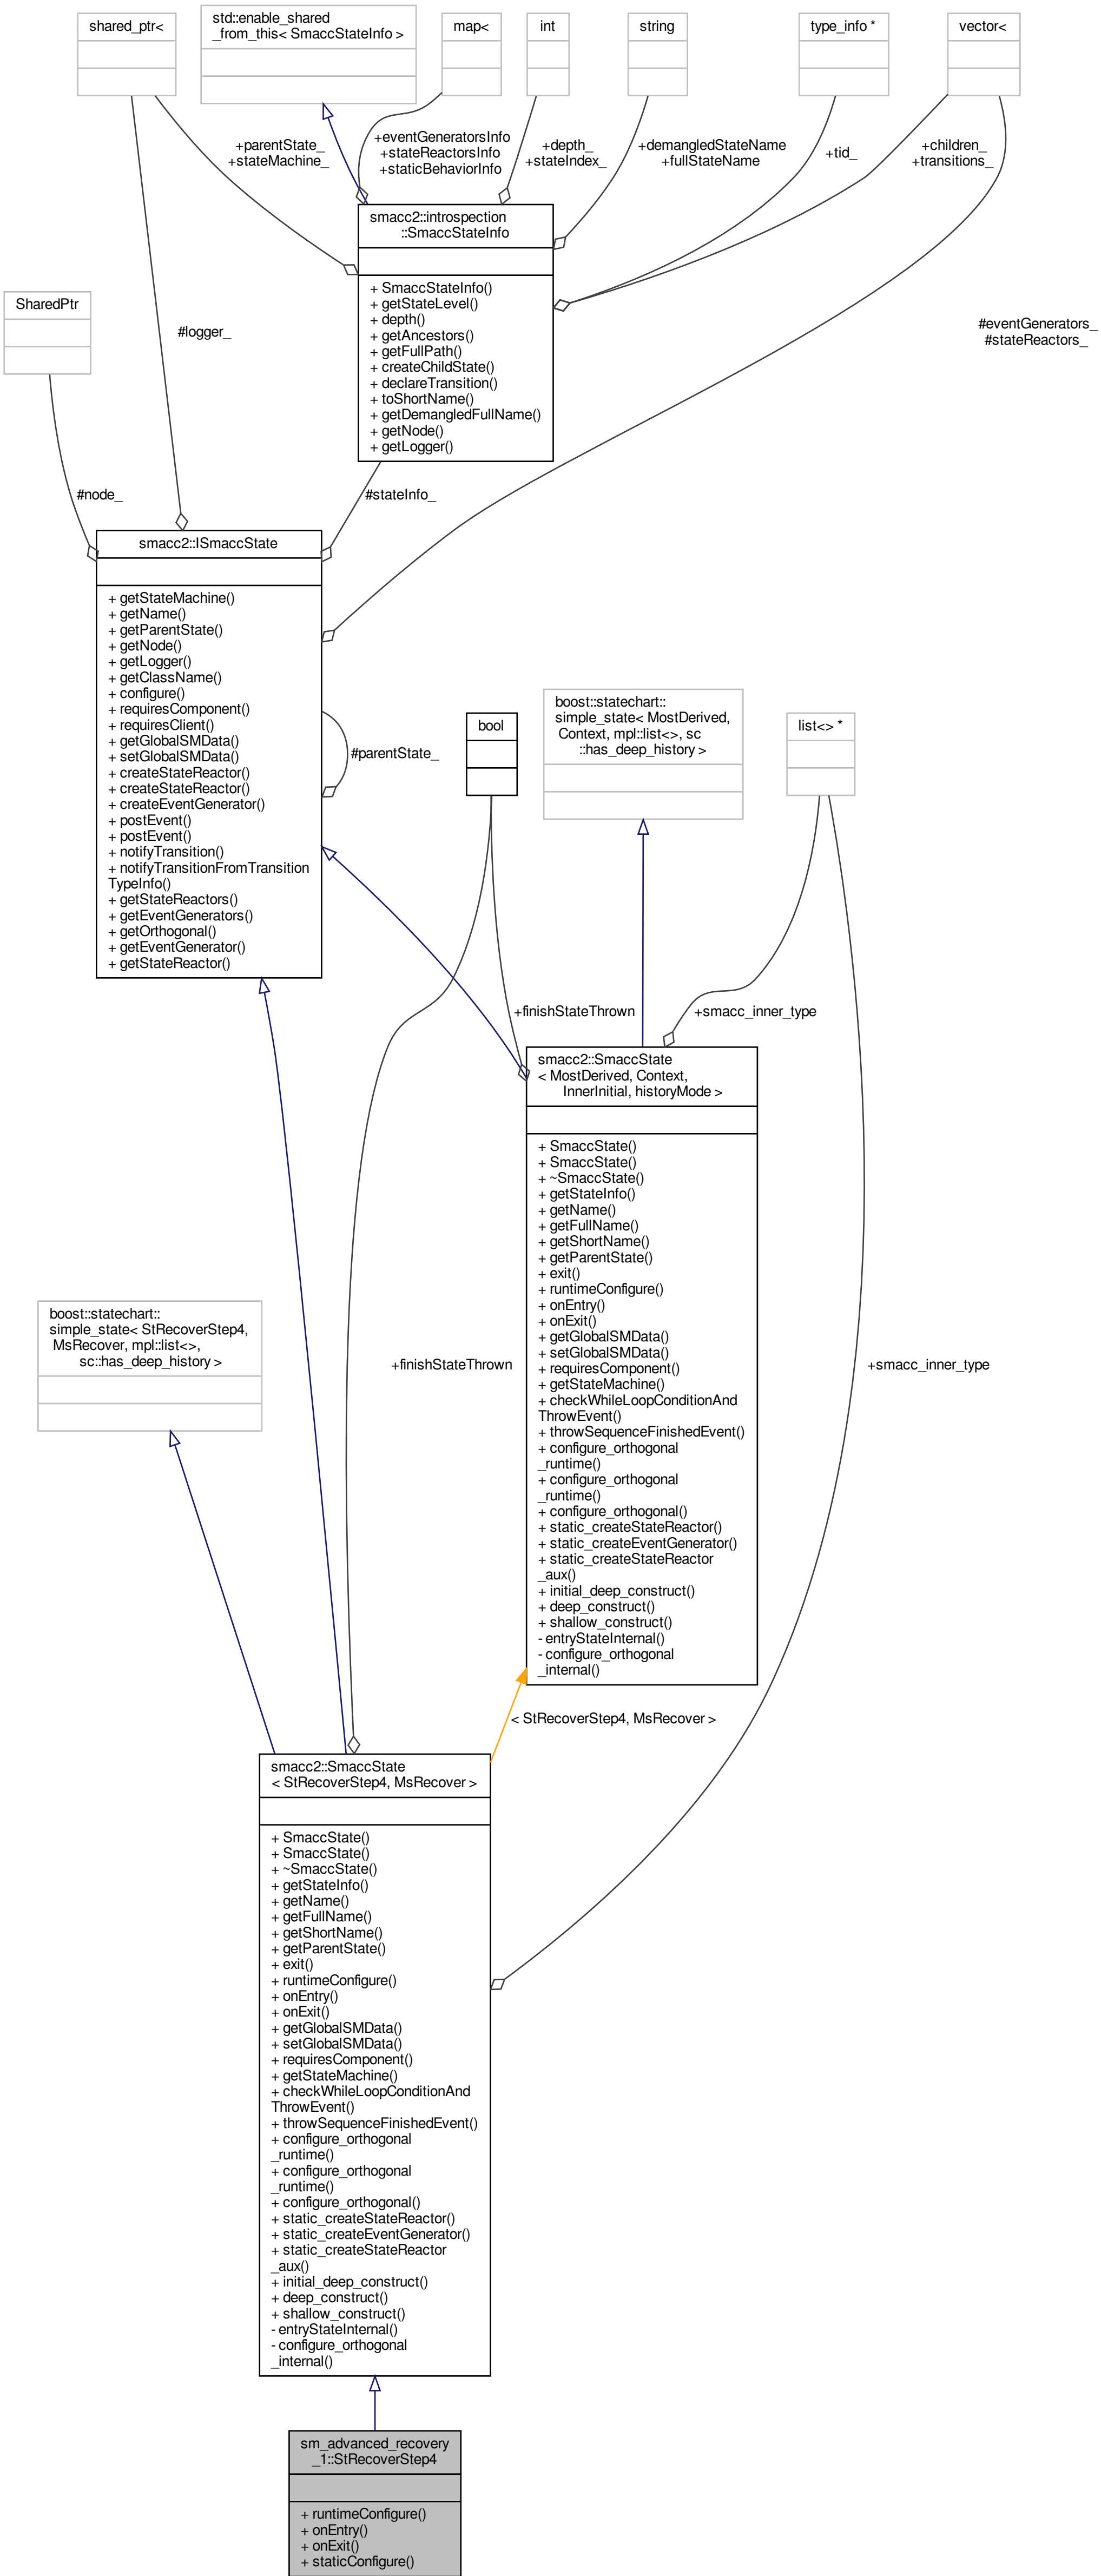 shared_ptr<
std::enable_shared
_from_this< SmaccStateInfo >
map<
int
string
type_info *
vector<
+parentState_
+stateMachine_
+eventGeneratorsInfo
+stateReactorsInfo
+staticBehaviorInfo
+depth_
+stateIndex_
+demangledStateName
+fullStateName
+tid_
+children_
+transitions_
smacc2::introspection
::SmaccStateInfo
+ SmaccStateInfo()
+ getStateLevel()
+ depth()
+ getAncestors()
+ getFullPath()
+ createChildState()
+ declareTransition()
+ toShortName()
+ getDemangledFullName()
+ getNode()
+ getLogger()
SharedPtr
#logger_
#eventGenerators_
#stateReactors_
#node_
#stateInfo_
smacc2::ISmaccState
+ getStateMachine()
+ getName()
+ getParentState()
+ getNode()
+ getLogger()
+ getClassName()
+ configure()
+ requiresComponent()
+ requiresClient()
+ getGlobalSMData()
+ setGlobalSMData()
+ createStateReactor()
+ createStateReactor()
+ createEventGenerator()
+ postEvent()
+ postEvent()
+ notifyTransition()
+ notifyTransitionFromTransition
TypeInfo()
+ getStateReactors()
+ getEventGenerators()
+ getOrthogonal()
+ getEventGenerator()
+ getStateReactor()
#parentState_
bool
boost::statechart::
simple_state< MostDerived,
Context, mpl::list<>, sc
::has_deep_history >
list<> *
+finishStateThrown
+smacc_inner_type
smacc2::SmaccState
< MostDerived, Context,
InnerInitial, historyMode >
+ SmaccState()
+ SmaccState()
+ ~SmaccState()
+ getStateInfo()
+ getName()
+ getFullName()
+ getShortName()
+ getParentState()
+ exit()
+ runtimeConfigure()
+ onEntry()
+ onExit()
+ getGlobalSMData()
+ setGlobalSMData()
+ requiresComponent()
+ getStateMachine()
+ checkWhileLoopConditionAnd
ThrowEvent()
+ throwSequenceFinishedEvent()
+ configure_orthogonal
_runtime()
+ configure_orthogonal
_runtime()
+ configure_orthogonal()
+ static_createStateReactor()
+ static_createEventGenerator()
+ static_createStateReactor
_aux()
+ initial_deep_construct()
+ deep_construct()
+ shallow_construct()
- entryStateInternal()
- configure_orthogonal
_internal()
boost::statechart::
simple_state< StRecoverStep4,
MsRecover, mpl::list<>,
sc::has_deep_history >
+finishStateThrown
+smacc_inner_type
< StRecoverStep4, MsRecover >
smacc2::SmaccState
< StRecoverStep4, MsRecover >
+ SmaccState()
+ SmaccState()
+ ~SmaccState()
+ getStateInfo()
+ getName()
+ getFullName()
+ getShortName()
+ getParentState()
+ exit()
+ runtimeConfigure()
+ onEntry()
+ onExit()
+ getGlobalSMData()
+ setGlobalSMData()
+ requiresComponent()
+ getStateMachine()
+ checkWhileLoopConditionAnd
ThrowEvent()
+ throwSequenceFinishedEvent()
+ configure_orthogonal
_runtime()
+ configure_orthogonal
_runtime()
+ configure_orthogonal()
+ static_createStateReactor()
+ static_createEventGenerator()
+ static_createStateReactor
_aux()
+ initial_deep_construct()
+ deep_construct()
+ shallow_construct()
- entryStateInternal()
- configure_orthogonal
_internal()
sm_advanced_recovery
_1::StRecoverStep4
+ runtimeConfigure()
+ onEntry()
+ onExit()
+ staticConfigure()